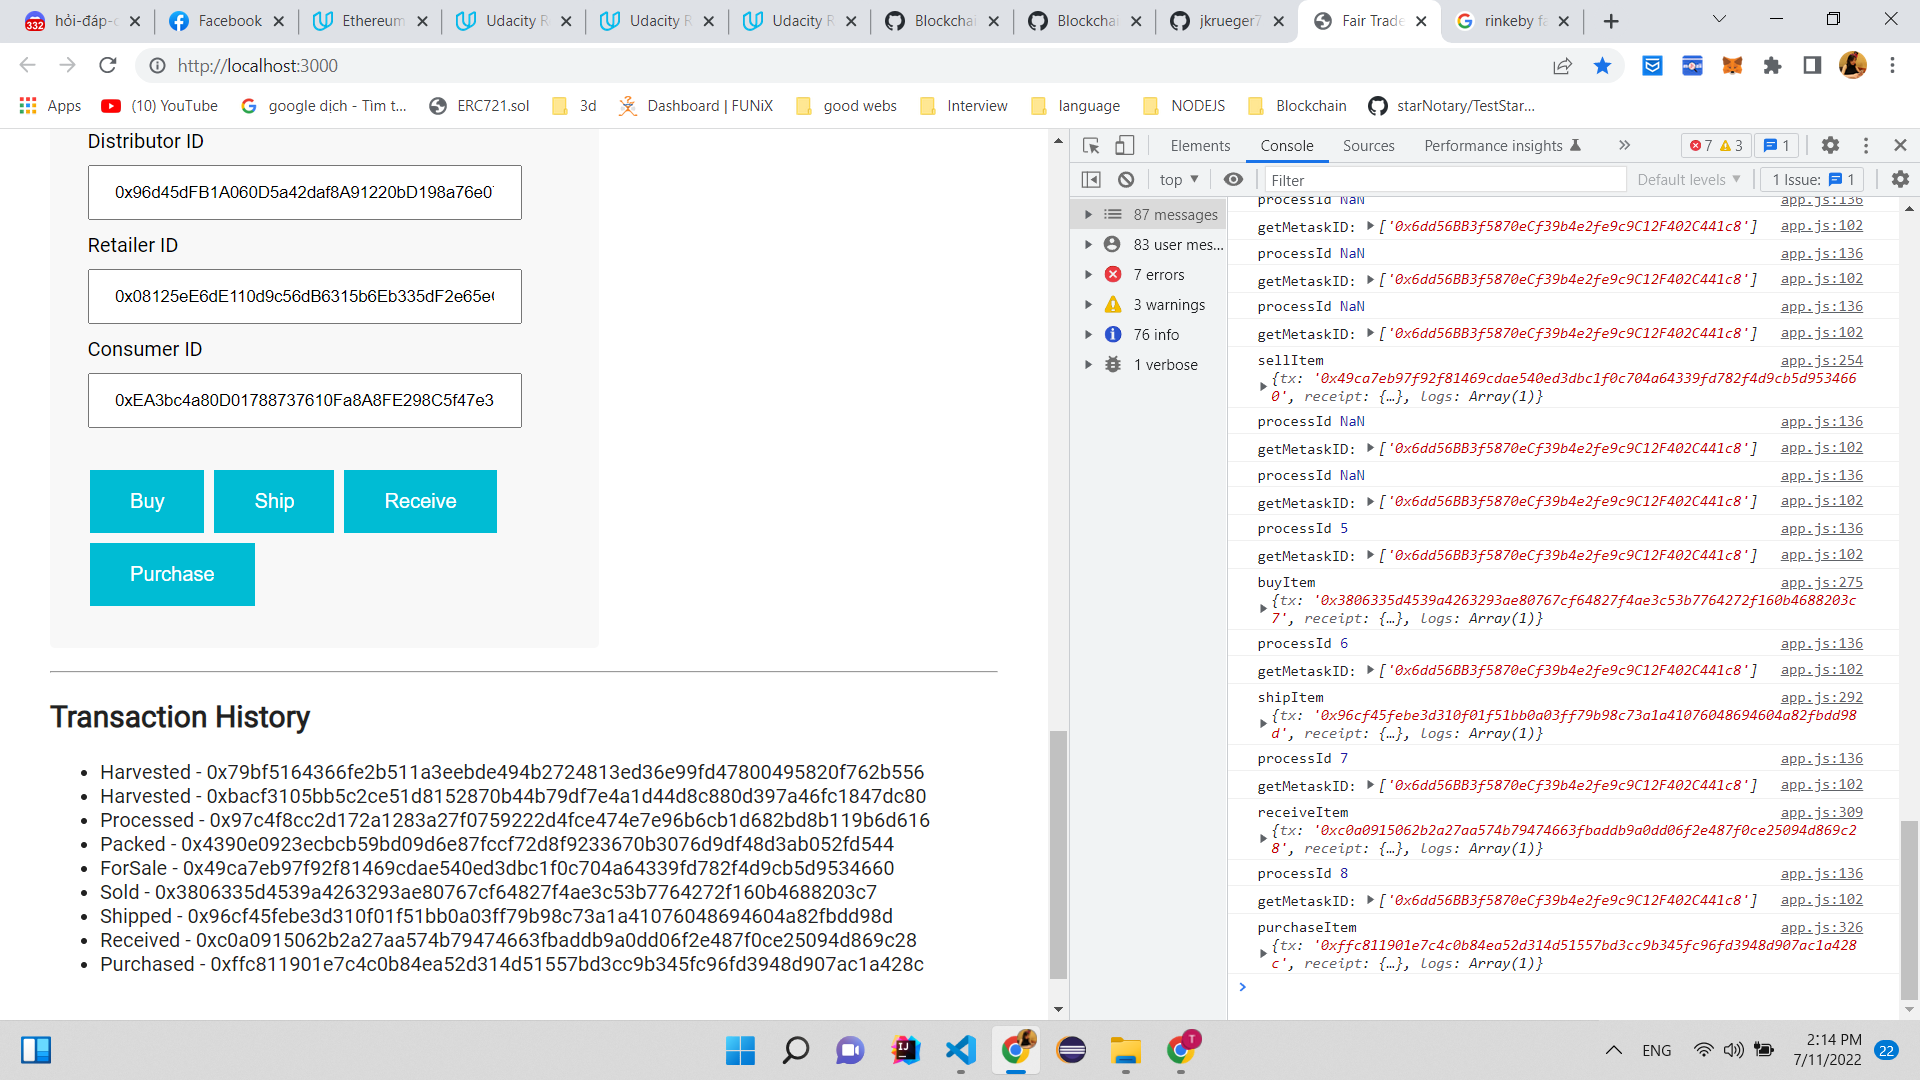 hỏi-đáp-c
Facebook
Ethereum
Udacity R
Udacity R
Udacity R
Blockchai
Blockchai
jkrueger7
Fair Trade
rinkeby fa
http://localhost:3000
Apps
(10) YouTube
google dịch - Tìm t...
ERC721.sol
3d
Dashboard | FUNiX
good webs
Interview
language
NODEJS
Blockchain
starNotary/TestStar...
Distributor ID
0x96d45dFB1A060D5a42daf8A91220bD198a76e0
Retailer ID
0x08125eE6dE110d9c56dB6315b6Eb335dF2e65e
Consumer ID
0xEA3bc4a80D01788737610Fa8A8FE298C5f47e3
Buy
Ship
Receive
Purchase
Transaction History
Harvested - 0x79bf5164366fe2b511a3eebde494b2724813ed36e99fd47800495820f762b556
Harvested - 0xbacf3105bb5c2ce51d8152870b44b79df7e4a1d44d8c880d397a46fc1847dc80
Processed - 0x97c4f8cc2d172a1283a27f0759222d4fce474e7e96b6cb1d682bd8b119b6d616
Packed - 0x4390e0923ecbcb59bd09d6e87fccf72d8f9233670b3076d9df48d3ab052fd544
ForSale - 0x49ca7eb97f92f81469cdae540ed3dbc1f0c704a64339fd782f4d9cb5d9534660
Sold - 0x3806335d4539a4263293ae80767cf64827f4ae3c53b7764272f160b4688203c7
Shipped - 0x96cf45febe3d310f01f51bb0a03ff79b98c73a1a41076048694604a82fbdd98d
Received - 0xc0a0915062b2a27aa574b79474663fbaddb9a0dd06f2e487f0ce25094d869c28
Purchased - 0xffc811901e7c4c0b84ea52d314d51557bd3cc9b345fc96fd3948d907ac1a428c
Elements
Console
Sources
Performance insights
7
3
1
top
Filter
Default levels
1 Issue: 1
87 messages
83 user mes...
7 errors
3 warnings
76 info
1 verbose
processId NaN app.js:136
getMetaskID: ['0x6dd56BB3f5870eCf39b4e2fe9c9C12F402C441c8'] app.js:102
processId NaN app.js:136
getMetaskID: ['0x6dd56BB3f5870eCf39b4e2fe9c9C12F402C441c8'] app.js:102
processId NaN app.js:136
getMetaskID: ['0x6dd56BB3f5870eCf39b4e2fe9c9C12F402C441c8'] app.js:102
sellItem app.js:254
{tx: '0x49ca7eb97f92f81469cdae540ed3dbc1f0c704a64339fd782f4d9cb5d953466
0', receipt: {…}, logs: Array(1)}
processId NaN app.js:136
getMetaskID: ['0x6dd56BB3f5870eCf39b4e2fe9c9C12F402C441c8'] app.js:102
processId NaN app.js:136
getMetaskID: ['0x6dd56BB3f5870eCf39b4e2fe9c9C12F402C441c8'] app.js:102
processId 5 app.js:136
getMetaskID: ['0x6dd56BB3f5870eCf39b4e2fe9c9C12F402C441c8'] app.js:102
buyItem app.js:275
{tx: '0x3806335d4539a4263293ae80767cf64827f4ae3c53b7764272f160b4688203c
7', receipt: {…}, logs: Array(1)}
processId 6 app.js:136
getMetaskID: ['0x6dd56BB3f5870eCf39b4e2fe9c9C12F402C441c8'] app.js:102
shipItem app.js:292
{tx: '0x96cf45febe3d310f01f51bb0a03ff79b98c73a1a41076048694604a82fbdd98
d', receipt: {…}, logs: Array(1)}
processId 7 app.js:136
getMetaskID: ['0x6dd56BB3f5870eCf39b4e2fe9c9C12F402C441c8'] app.js:102
receiveItem app.js:309
{tx: '0xc0a0915062b2a27aa574b79474663fbaddb9a0dd06f2e487f0ce25094d869c2
8', receipt: {…}, logs: Array(1)}
processId 8 app.js:136
getMetaskID: ['0x6dd56BB3f5870eCf39b4e2fe9c9C12F402C441c8'] app.js:102
purchaseItem app.js:326
{tx: '0xffc811901e7c4c0b84ea52d314d51557bd3cc9b345fc96fd3948d907ac1a428
c', receipt: {…}, logs: Array(1)}
ENG
2:14 PM
7/11/2022
22